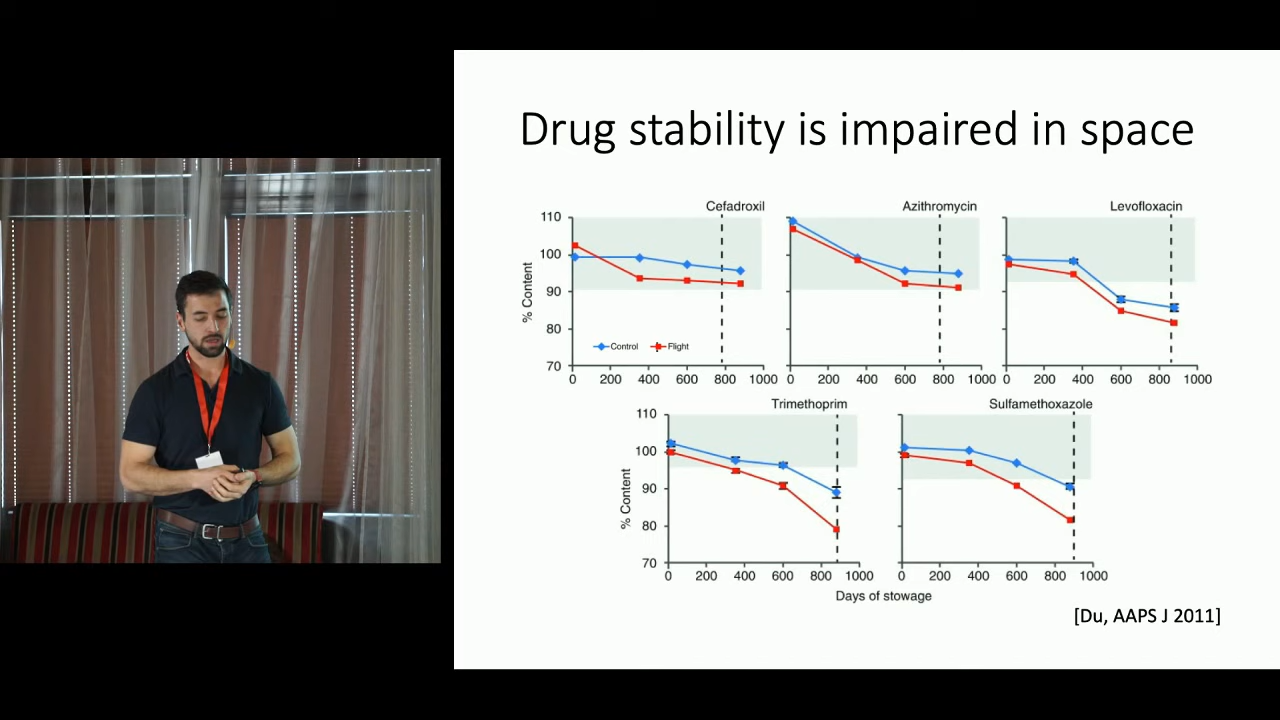 Drug stability is impaired in space
Cefadroxil
Azithromycin
Levofloxacin
110
100
90
80
70
% Content
Control
Flight
0 200 400 600 800 1000
0 200 400 600 800 1000
0 200 400 600 800 1000
Trimethoprim
Sulfamethoxazole
110
100
90
80
70
% Content
0 200 400 600 800 1000
0 200 400 600 800 1000
Days of stowage
[Du, AAPS J 2011]